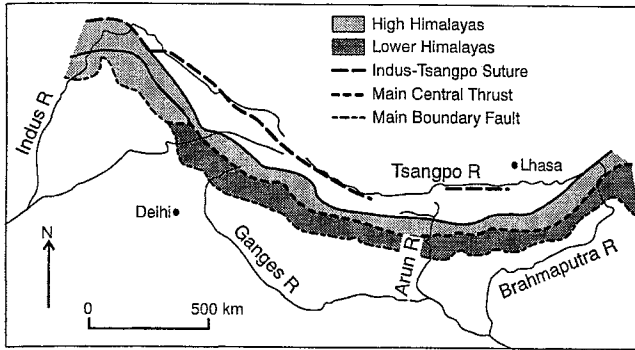 High Himalayas
Lower Himalayas
Indus-Tsangpo Suture
Main Central Thrust
Main Boundary Fault
Indus R
Tsangpo R
Lhasa
Deihi
N
Ganges R
Arun R
Brahmaputra R
0 500 km